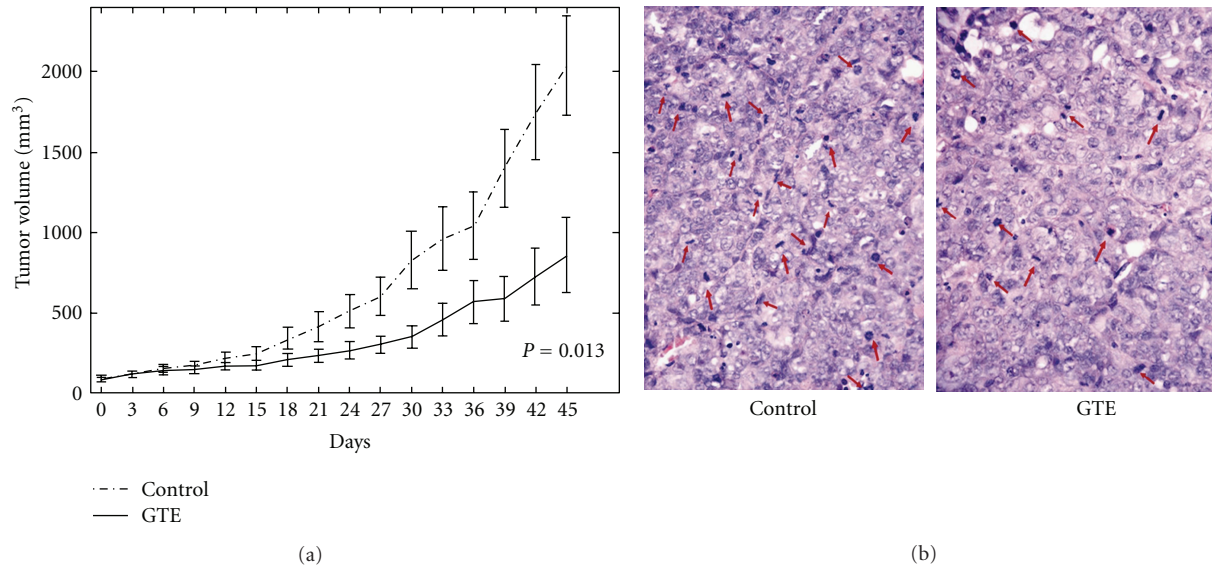 Tumor volume (mm³)
2000
1500
1000
500
0
P = 0.013
0 3 6 9 12 15 18 21 24 27 30 33 36 39 42 45
Days
Control
GTE
(a)
Control GTE
(b)